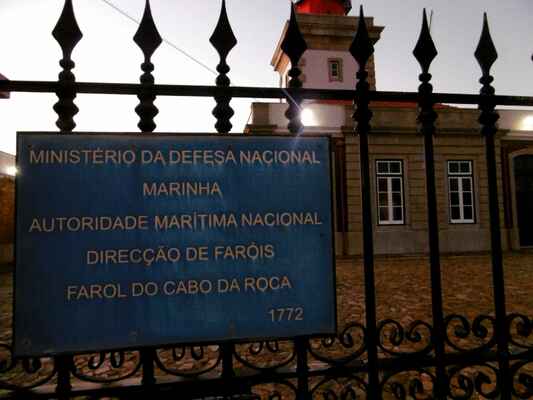 MINISTÉRIO DA DEFESA NACIONAL
MARINHA
AUTORIDADE MARÍTIMA NACIONAL
DIRECÇÃO DE FARÓIS
FAROL DO CABO DA ROCA
1772